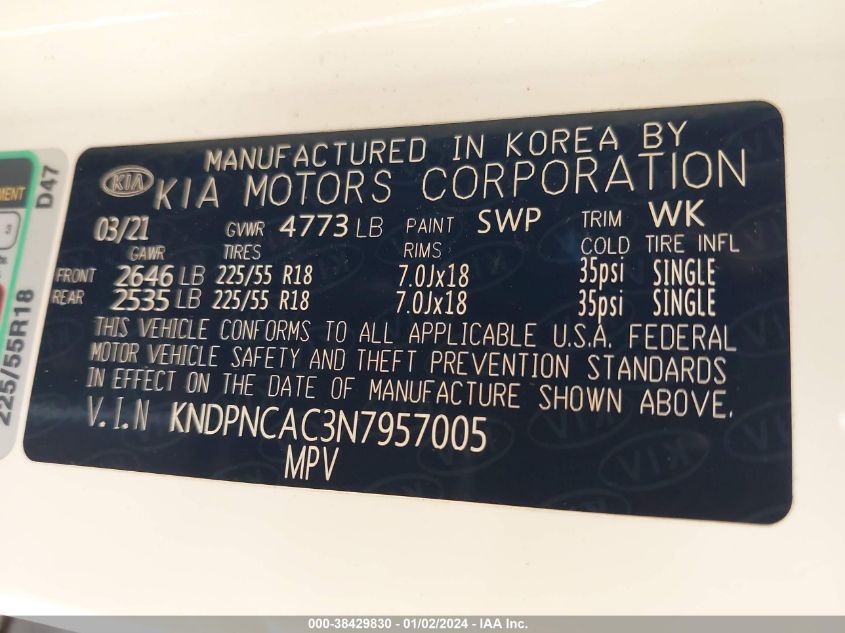 MANUFACTURED IN KOREA BY
KIA KIA MOTORS CORPORATION
03/21 GVWR 4773 LB PAINT SWP TRIM WK
GAWR TIRES RIMS COLD TIRE INFL
FRONT 2646 LB 225/55 R18 7.0Jx18 35psi SINGLE
REAR 2535 LB 225/55 R18 7.0Jx18 35psi SINGLE
THIS VEHICLE CONFORMS TO ALL APPLICABLE U.S.A. FEDERAL
MOTOR VEHICLE SAFETY AND THEFT PREVENTION STANDARDS
IN EFFECT ON THE DATE OF MANUFACTURE SHOWN ABOVE.
V.I.N KNDPNCAC3N7957005
MPV
D47
225/55R18
000-38429830 - 01/02/2024 - IAA Inc.